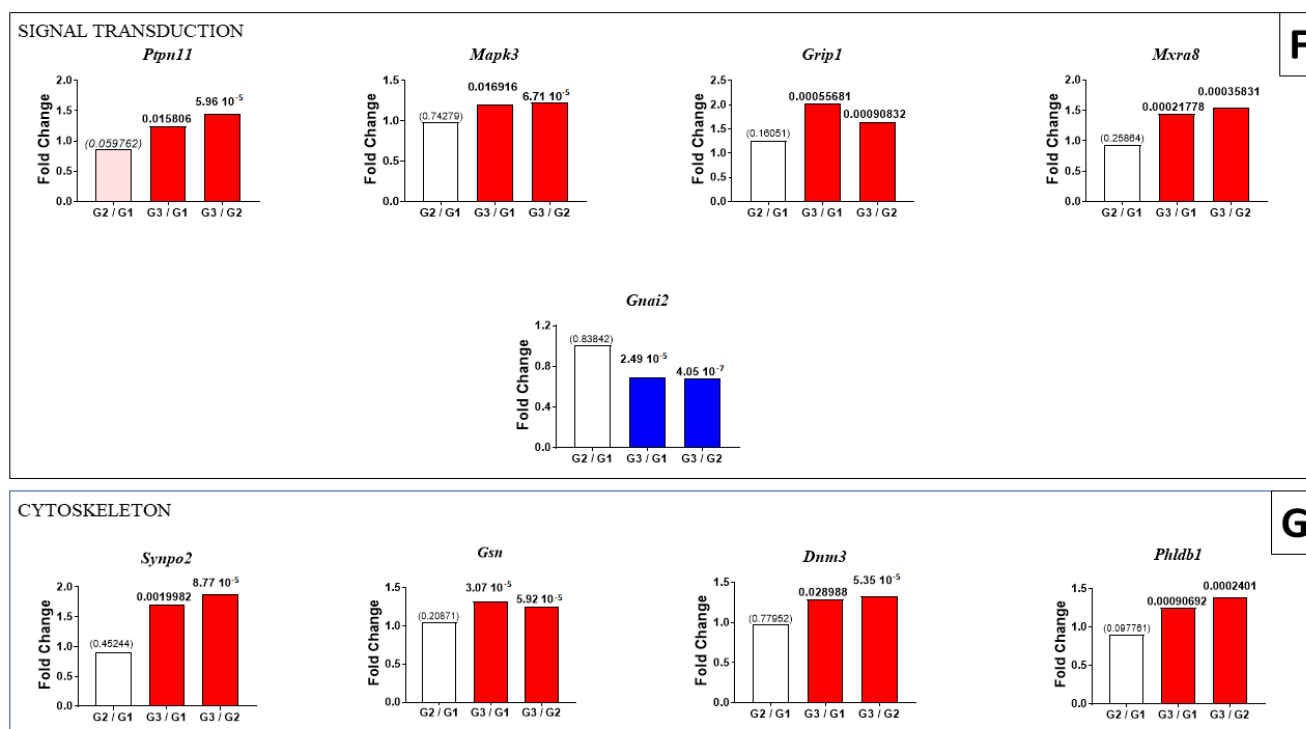 SIGNAL TRANSDUCTION
F
Ptpn11
Fold Change
2.0
1.5
1.0
0.5
0.0
(0.059762)
0.015806
5.96 10-5
G2 / G1
G3 / G1
G3 / G2
Mapk3
Fold Change
1.5
1.0
0.5
0.0
(0.74279)
0.016916
6.71 10-5
G2 / G1
G3 / G1
G3 / G2
Grip1
Fold Change
2.5
2.0
1.5
1.0
0.5
0.0
(0.16051)
0.00055681
0.00090832
G2 / G1
G3 / G1
G3 / G2
Mxra8
Fold Change
2.0
1.5
1.0
0.5
0.0
(0.25864)
0.00021778
0.00035831
G2 / G1
G3 / G1
G3 / G2
Gnai2
Fold Change
1.2
0.8
0.4
0.0
(0.83842)
2.49 10-5
4.05 10-7
G2 / G1
G3 / G1
G3 / G2
CYTOSKELETON
G
Synpo2
Fold Change
2.0
1.5
1.0
0.5
0.0
(0.45244)
0.0019982
8.77 10-5
G2 / G1
G3 / G1
G3 / G2
Gsn
Fold Change
1.5
1.0
0.5
0.0
(0.20871)
3.07 10-5
5.92 10-5
G2 / G1
G3 / G1
G3 / G2
Dnm3
Fold Change
1.5
1.0
0.5
0.0
(0.77952)
0.028988
5.35 10-5
G2 / G1
G3 / G1
G3 / G2
Phldb1
Fold Change
1.5
1.0
0.5
0.0
(0.097761)
0.00090692
0.0002401
G2 / G1
G3 / G1
G3 / G2